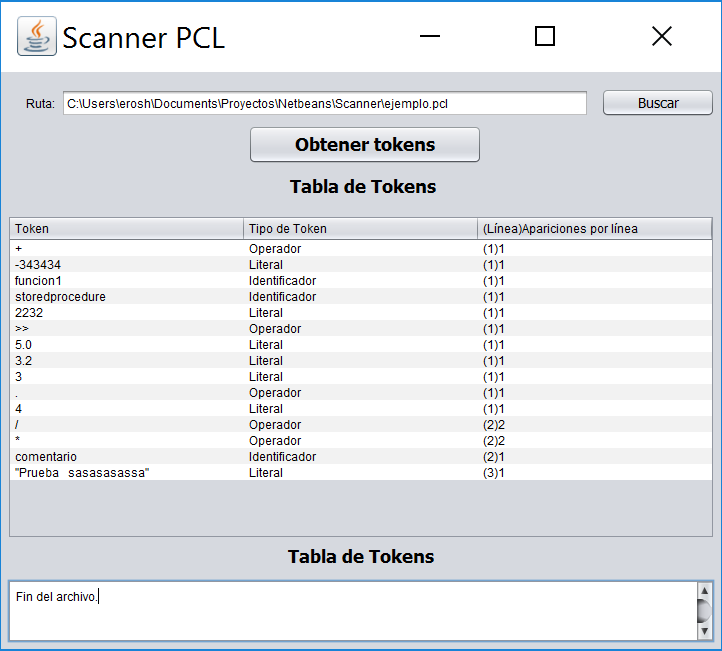 Scanner PCL
Ruta: C:\Users\erosh\Documents\Proyectos\Netbeans\Scanner\ejemplo.pcl Buscar
Obtener tokens
Tabla de Tokens
Token Tipo de Token (Línea)Apariciones por línea
+ Operador (1)1
-343434 Literal (1)1
funcion1 Identificador (1)1
storedprocedure Identificador (1)1
2232 Literal (1)1
>> Operador (1)1
5.0 Literal (1)1
3.2 Literal (1)1
3 Literal (1)1
. Operador (1)1
4 Literal (1)1
/ Operador (2)2
* Operador (2)2
comentario Identificador (2)1
"Prueba sasasasassa" Literal (3)1
Tabla de Tokens
Fin del archivo.